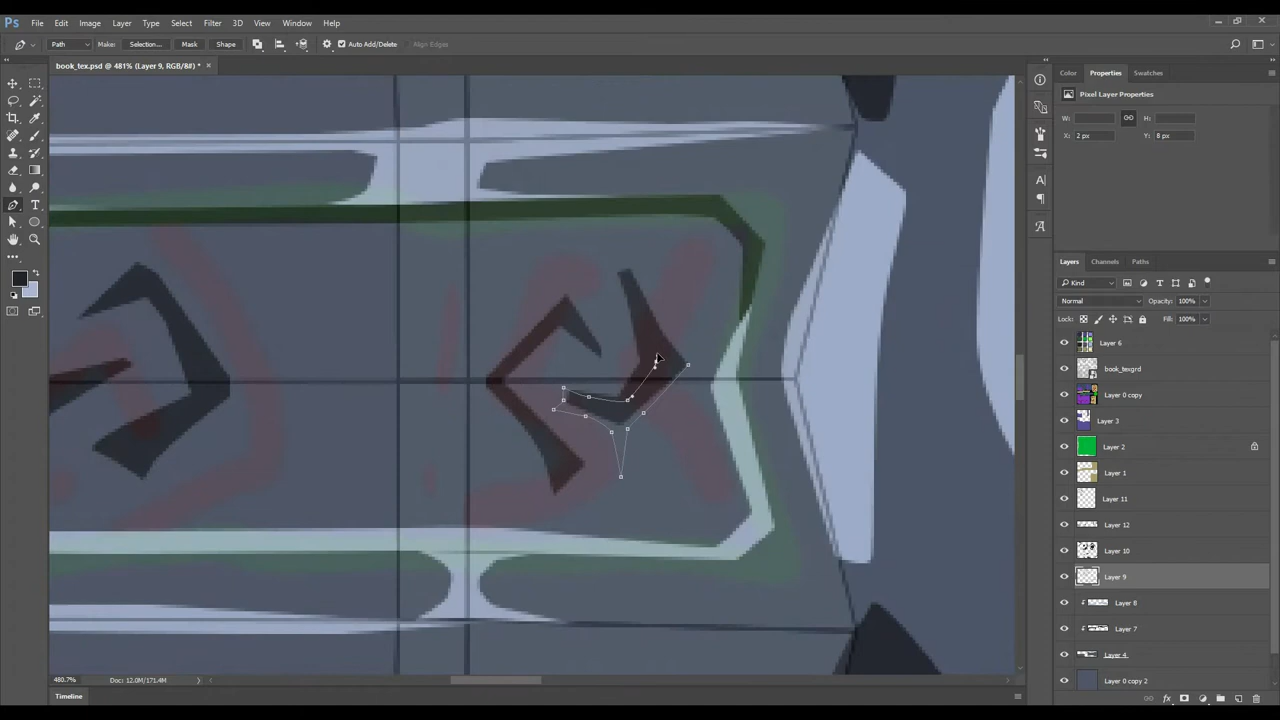 Ps File Edit Image Layer Type Select Filter 3D View Window Help
Path Make: Selection... Mask Shape Auto Add/Delete Align Edges
book_tex.psd @ 481% (Layer 9, RGB/8#) * ×
Color Properties Swatches
Pixel Layer Properties
W: H:
X: 2 px Y: 8 px
Layers Channels Paths
Kind
Normal Opacity: 100%
Lock: Fill: 100%
Layer 6
book_texgrd
Layer 0 copy
Layer 3
Layer 2
Layer 1
Layer 11
Layer 12
Layer 10
Layer 9
Layer 8
Layer 7
Layer 4
Layer 0 copy 2
480.7% Doc: 12.0M/171.4M
Timeline